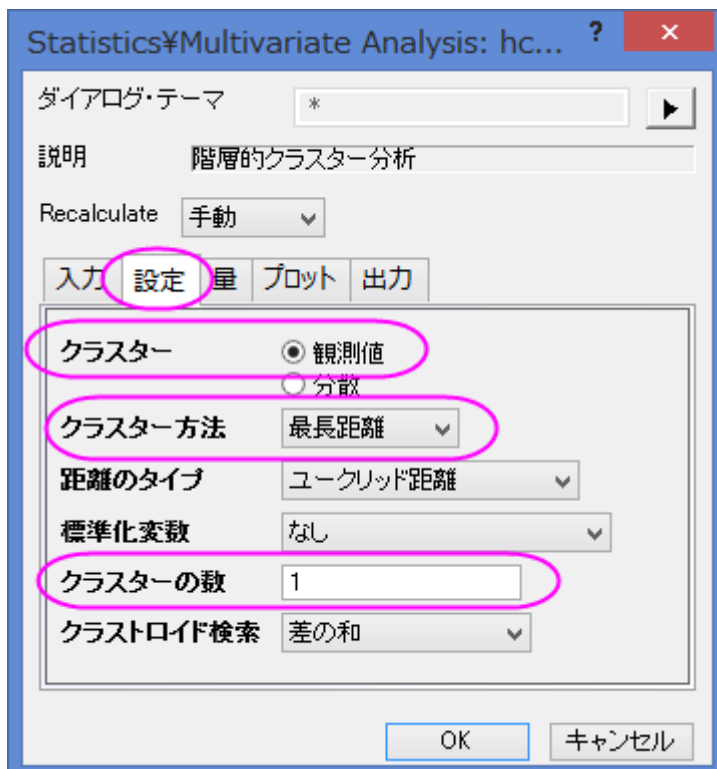 Statistics¥Multivariate Analysis: hc... ? ×
ダイアログ・テーマ *
説明 階層的クラスター分析
Recalculate 手動
入力 設定 量 プロット 出力
クラスター 観測値
分散
クラスター方法 最長距離
距離のタイプ ユークリッド距離
標準化変数 なし
クラスターの数 1
クラストロイド検索 差の和
OK キャンセル